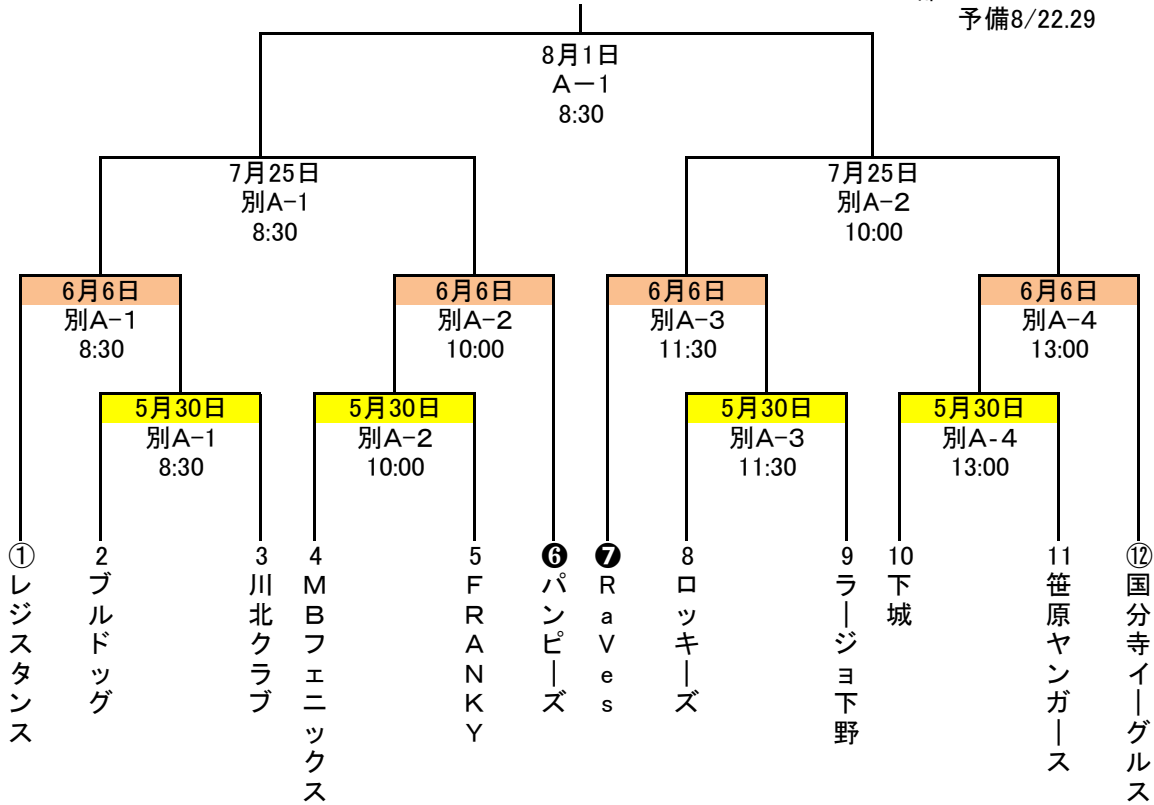 予備8/22.29
8月1日
A－1
8:30
7月25日
別A-1
8:30
7月25日
別A-2
10:00
6月6日
別A-1
8:30
6月6日
別A-2
10:00
6月6日
別A-3
11:30
6月6日
別A-4
13:00
5月30日
別A-1
8:30
5月30日
別A-2
10:00
5月30日
別A-3
11:30
5月30日
別A-4
13:00
①レジスタンス
2ブルドッグ
3川北クラブ
4MBフェニックス
5FRANKY
❻パンピーズ
❼RaVes
8ロッキーズ
9ラージョ下野
10下城
11笹原ヤンガース
⑫国分寺イーグルス